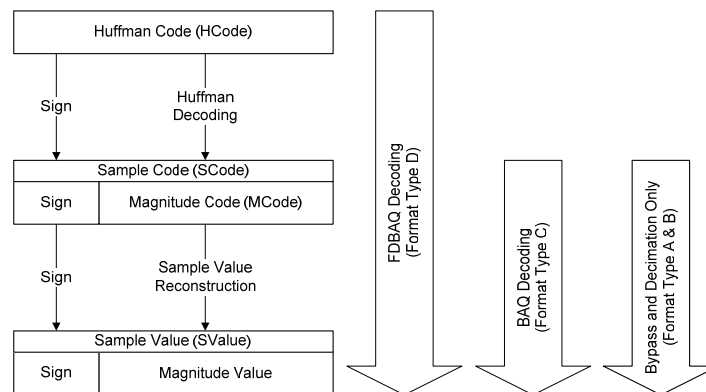 Huffman Code (HCode)
Sign
Huffman
Decoding
Sample Code (SCode)
Sign
Magnitude Code (MCode)
Sign
Sample Value
Reconstruction
Sample Value (SValue)
Sign
Magnitude Value
FDBAQ Decoding
(Format Type D)
BAQ Decoding
(Format Type C)
Bypass and Decimation Only
(Format Type A & B)